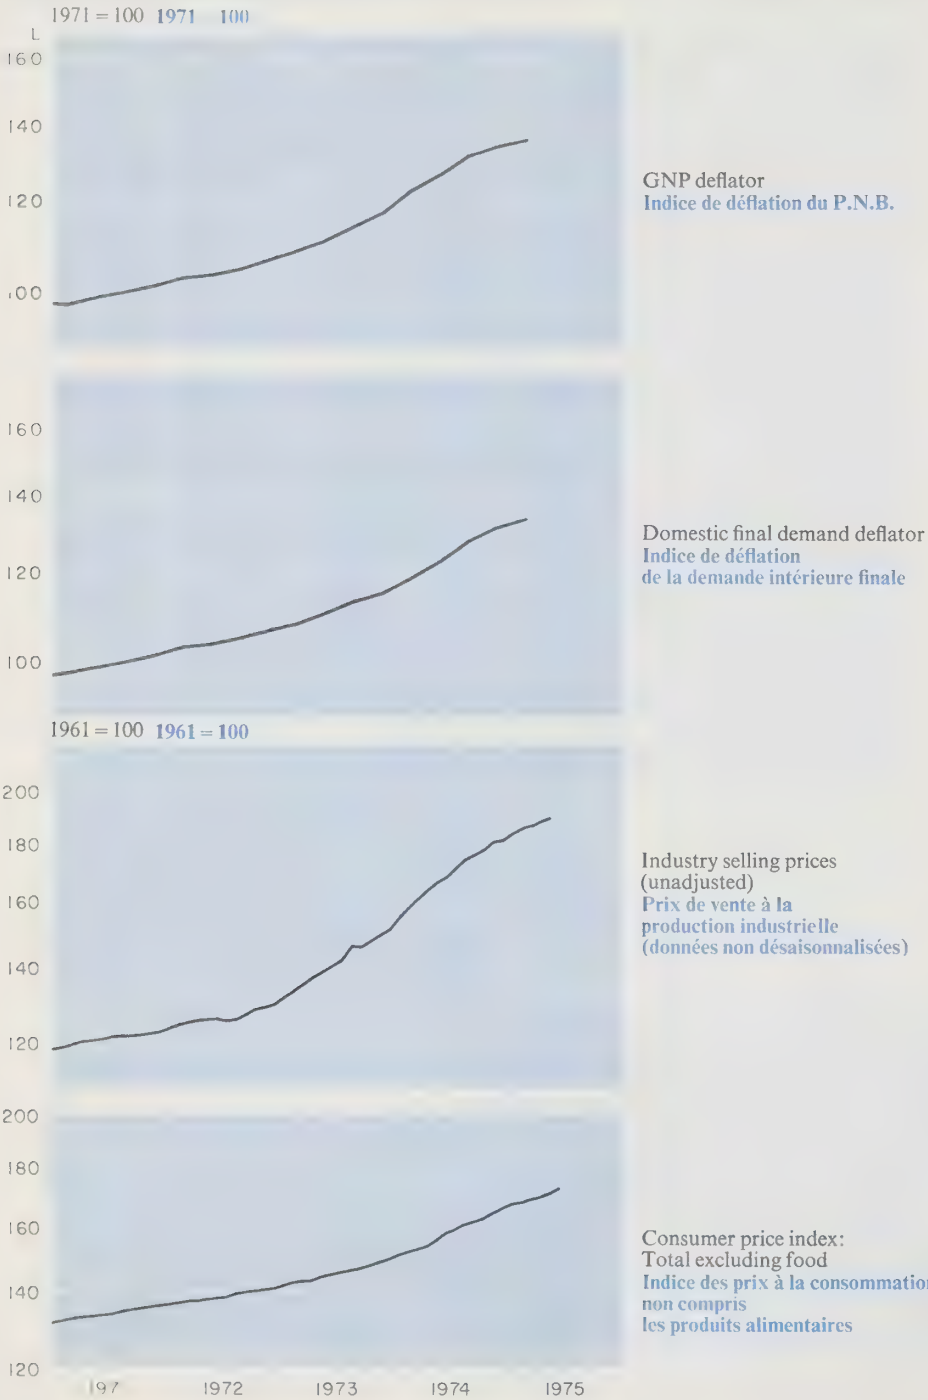 1971 = 100 1971 100
L
160
140
120
100
GNP deflator
Indice de déflation du P.N.B.
160
140
120
100
Domestic final demand deflator
Indice de déflation
de la demande intérieure finale
1961 = 100 1961 = 100
200
180
160
140
120
Industry selling prices
(unadjusted)
Prix de vente à la
production industrielle
(données non désaisonnalisées)
200
180
160
140
120
Consumer price index:
Total excluding food
Indice des prix à la consommation
non compris
les produits alimentaires
197 1972 1973 1974 1975